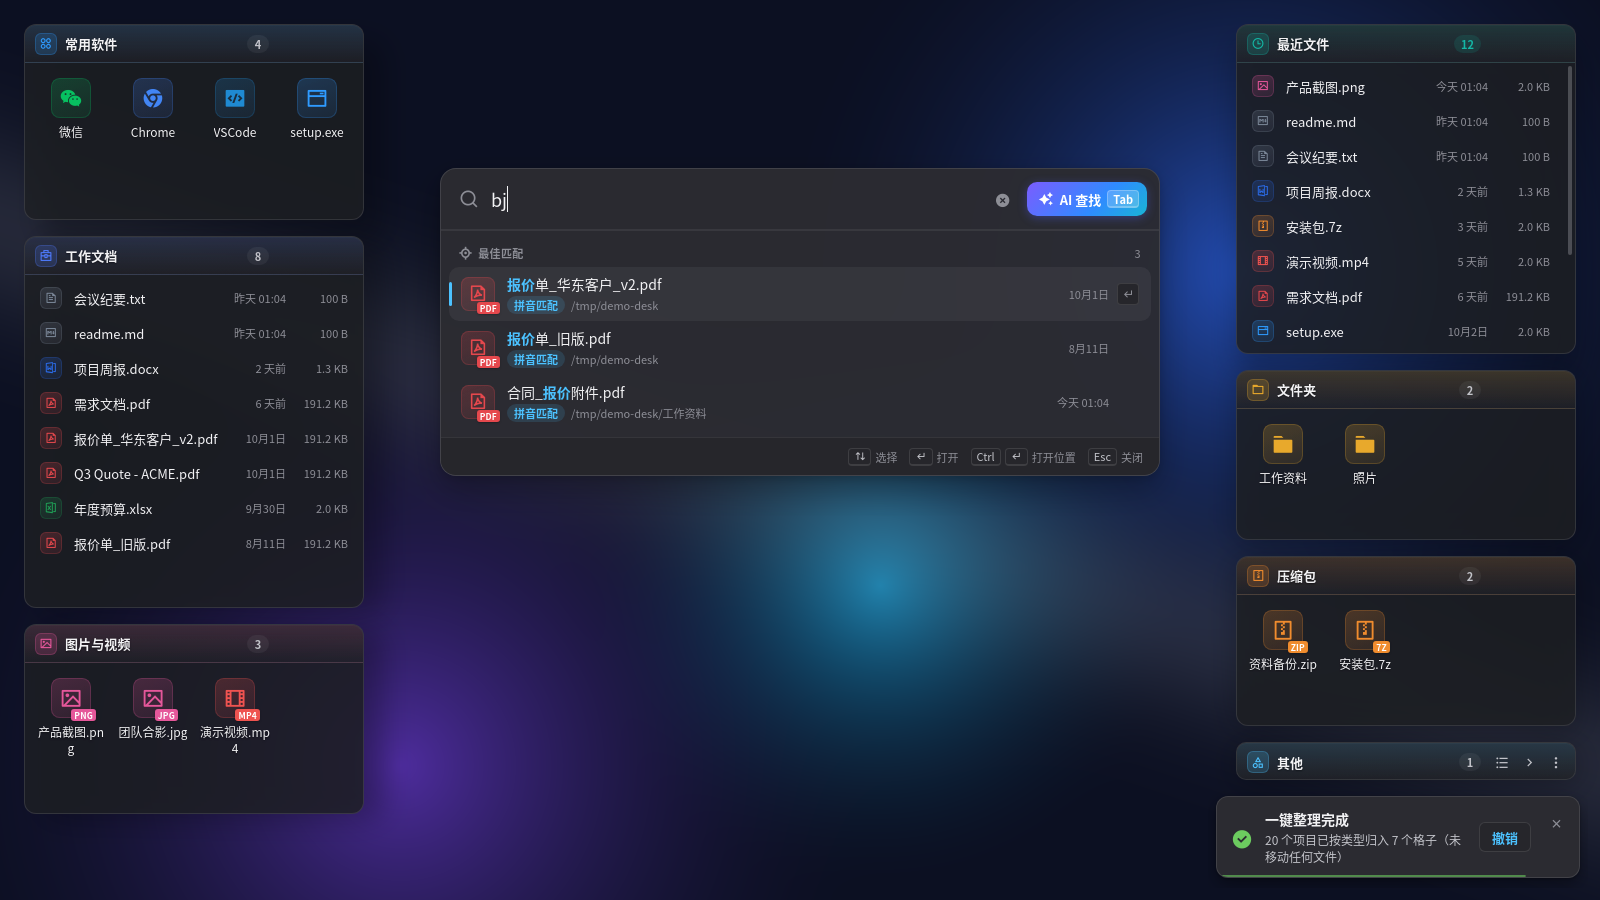 常用软件 4
微信 Chrome VSCode setup.exe
工作文档 8
会议纪要.txt 昨天 01:04 100 B
readme.md 昨天 01:04 100 B
项目周报.docx 2 天前 1.3 KB
需求文档.pdf 6 天前 191.2 KB
报价单_华东客户_v2.pdf 10月1日 191.2 KB
Q3 Quote - ACME.pdf 10月1日 191.2 KB
年度预算.xlsx 9月30日 2.0 KB
报价单_旧版.pdf 8月11日 191.2 KB
图片与视频 3
PNG JPG MP4
产品截图.pn 团队合影.jpg 演示视频.mp
g 4
bj AI 查找 Tab
最佳匹配 3
报价单_华东客户_v2.pdf
PDF 拼音匹配 /tmp/demo-desk 10月1日
报价单_旧版.pdf
PDF 拼音匹配 /tmp/demo-desk 8月11日
合同_报价附件.pdf
PDF 拼音匹配 /tmp/demo-desk/工作资料 今天 01:04
选择 打开 Ctrl 打开位置 Esc 关闭
最近文件 12
产品截图.png 今天 01:04 2.0 KB
readme.md 昨天 01:04 100 B
会议纪要.txt 昨天 01:04 100 B
项目周报.docx 2 天前 1.3 KB
安装包.7z 3 天前 2.0 KB
演示视频.mp4 5 天前 2.0 KB
需求文档.pdf 6 天前 191.2 KB
setup.exe 10月2日 2.0 KB
文件夹 2
工作资料 照片
压缩包 2
ZIP 7Z
资料备份.zip 安装包.7z
其他 1
一键整理完成
20 个项目已按类型归入 7 个格子（未
移动任何文件）
撤销